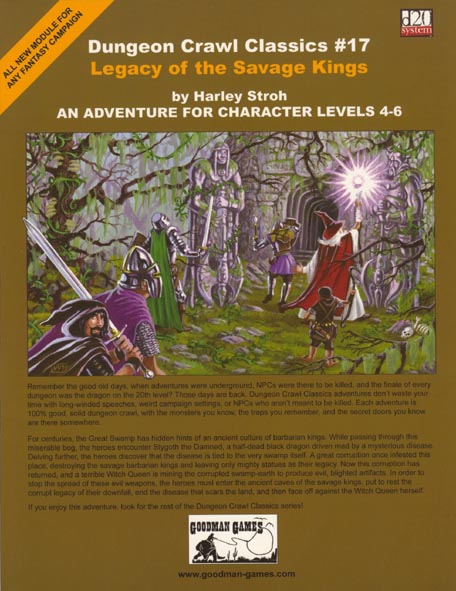 ALL NEW MODULE FOR
ANY FANTASY CAMPAIGN
d20
system
Dungeon Crawl Classics #17
Legacy of the Savage Kings
by Harley Stroh
AN ADVENTURE FOR CHARACTER LEVELS 4-6
Remember the good old days, when adventures were underground, NPCs were there to be killed, and the finale of every
dungeon was the dragon on the 20th level? Those days are back. Dungeon Crawl Classics adventures don't waste your
time with long-winded speeches, weird campaign settings, or NPCs who aren't meant to be killed. Each adventure is
100% good, solid dungeon crawl, with the monsters you know, the traps you remember, and the secret doors you know
are there somewhere.
For centuries, the Great Swamp has hidden hints of an ancient culture of barbarian kings. While passing through this
miserable bog, the heroes encounter Stygoth the Damned, a half-dead black dragon driven mad by a mysterious disease.
Delving further, the heroes discover that the disease is tied to the very swamp itself. A great corruption once infested this
place, destroying the savage barbarian kings and leaving only mighty statues as their legacy. Now this corruption has
returned, and a terrible Witch Queen is mining the corrupted swamp-earth to produce evil, blighted artifacts. In order to
stop the spread of these evil weapons, the heroes must enter the ancient caves of the savage kings, put to rest the
corrupt legacy of their downfall, end the disease that scars the land, and then face off against the Witch Queen herself.
If you enjoy this adventure, look for the rest of the Dungeon Crawl Classics series!
GOODMAN GAMES
www.goodman-games.com